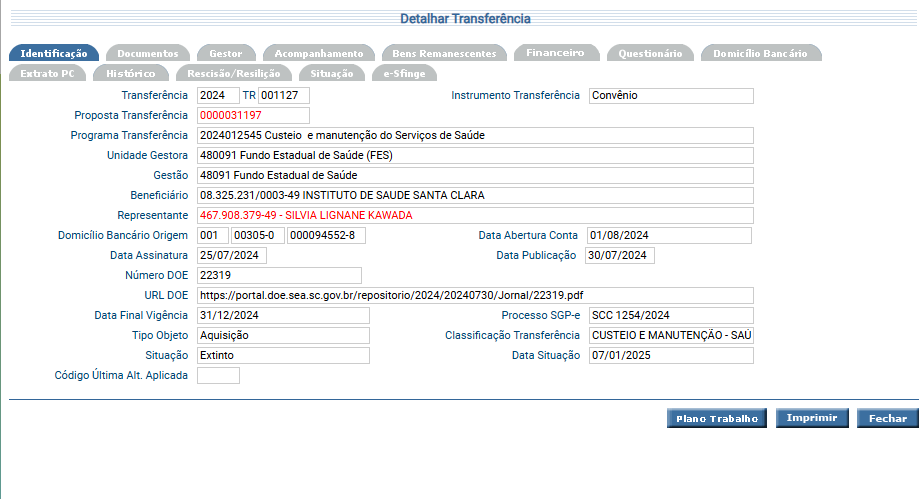 Detalhar Transferência
Identificação Documentos Gestor Acompanhamento Bens Remanescentes Financeiro Questionário Domicílio Bancário
Extrato PC Histórico Rescisão/Resilição Situação e-Sfinge
Transferência 2024 TR 001127 Instrumento Transferência Convênio
Proposta Transferência 0000031197
Programa Transferência 2024012545 Custeio e manutenção do Serviços de Saúde
Unidade Gestora 480091 Fundo Estadual de Saúde (FES)
Gestão 48091 Fundo Estadual de Saúde
Beneficiário 08.325.231/0003-49 INSTITUTO DE SAUDE SANTA CLARA
Representante 467.908.379-49 - SILVIA LIGNANE KAWADA
Domicílio Bancário Origem 001 00305-0 000094552-8 Data Abertura Conta 01/08/2024
Data Assinatura 25/07/2024 Data Publicação 30/07/2024
Número DOE 22319
URL DOE https://portal.doe.sea.sc.gov.br/repositorio/2024/20240730/Jornal/22319.pdf
Data Final Vigência 31/12/2024 Processo SGP-e SCC 1254/2024
Tipo Objeto Aquisição Classificação Transferência CUSTEIO E MANUTENÇÃO - SAÚ
Situação Extinto Data Situação 07/01/2025
Código Última Alt. Aplicada
Plano Trabalho Imprimir Fechar